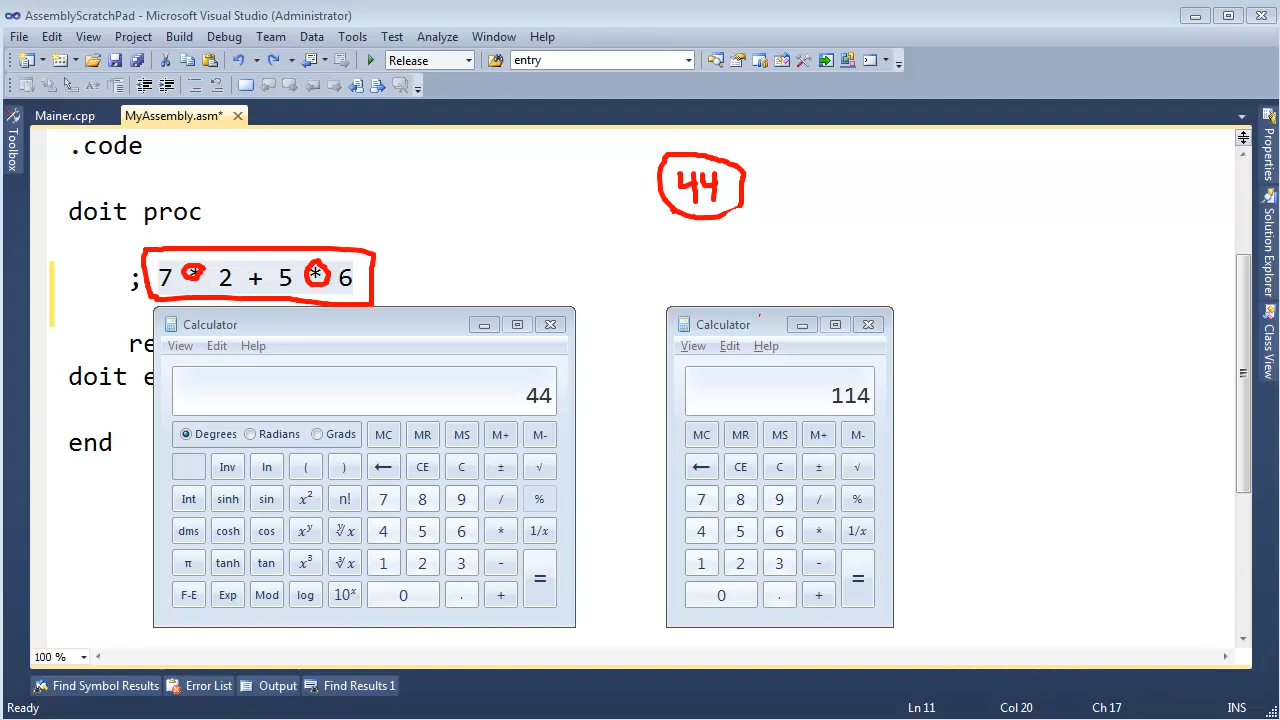 AssemblyScratchPad - Microsoft Visual Studio (Administrator)
File Edit View Project Build Debug Team Data Tools Test Analyze Window Help
Release entry
Mainer.cpp MyAssembly.asm*
Toolbox
Properties
Solution Explorer
Class View
.code
44
doit proc
; 7 * 2 + 5 * 6
re
doit e
end
Calculator
View Edit Help
44
Degrees Radians Grads MC MR MS M+ M-
Inv ln ( ) ← CE C ± √
Int sinh sin x² n! 7 8 9 / %
dms cosh cos xʸ ʸ√x 4 5 6 * 1/x
π tanh tan x³ ³√x 1 2 3 - =
F-E Exp Mod log 10ˣ 0 . +
Calculator
View Edit Help
114
MC MR MS M+ M-
← CE C ± √
7 8 9 / %
4 5 6 * 1/x
1 2 3 - =
0 . +
100 %
Find Symbol Results Error List Output Find Results 1
Ready Ln 11 Col 20 Ch 17 INS